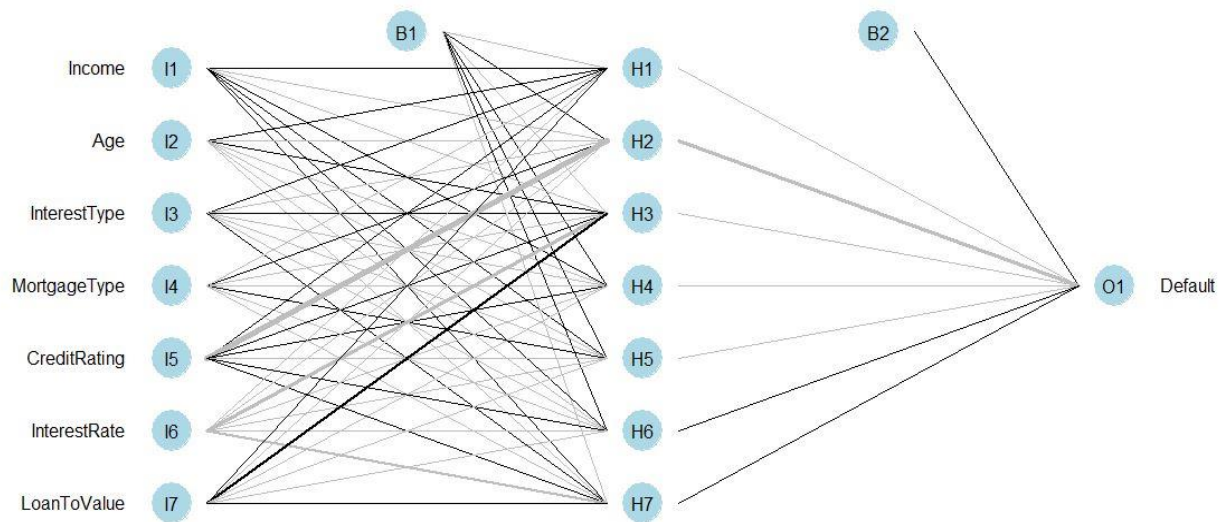 B1
B2
Income I1 H1
Age I2 H2
InterestType I3 H3
MortgageType I4 H4 O1 Default
CreditRating I5 H5
InterestRate I6 H6
LoanToValue I7 H7